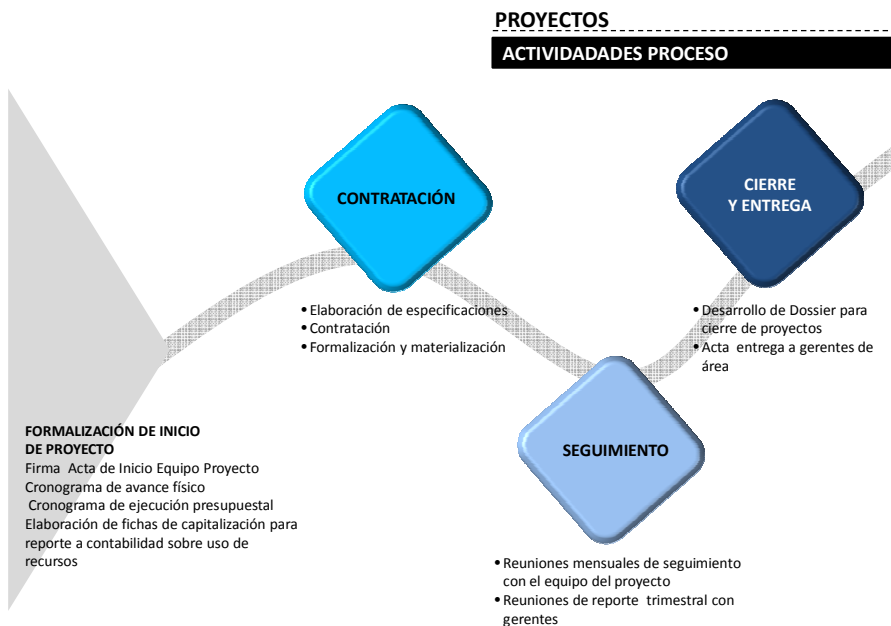 PROYECTOS
ACTIVIDADADES PROCESO
CONTRATACIÓN
• Elaboración de especificaciones
• Contratación
• Formalización y materialización
CIERRE
Y ENTREGA
• Desarrollo de Dossier para
cierre de proyectos
• Acta entrega a gerentes de
área
FORMALIZACIÓN DE INICIO
DE PROYECTO
Firma Acta de Inicio Equipo Proyecto
Cronograma de avance físico
Cronograma de ejecución presupuestal
Elaboración de fichas de capitalización para
reporte a contabilidad sobre uso de
recursos
SEGUIMIENTO
• Reuniones mensuales de seguimiento
con el equipo del proyecto
• Reuniones de reporte trimestral con
gerentes